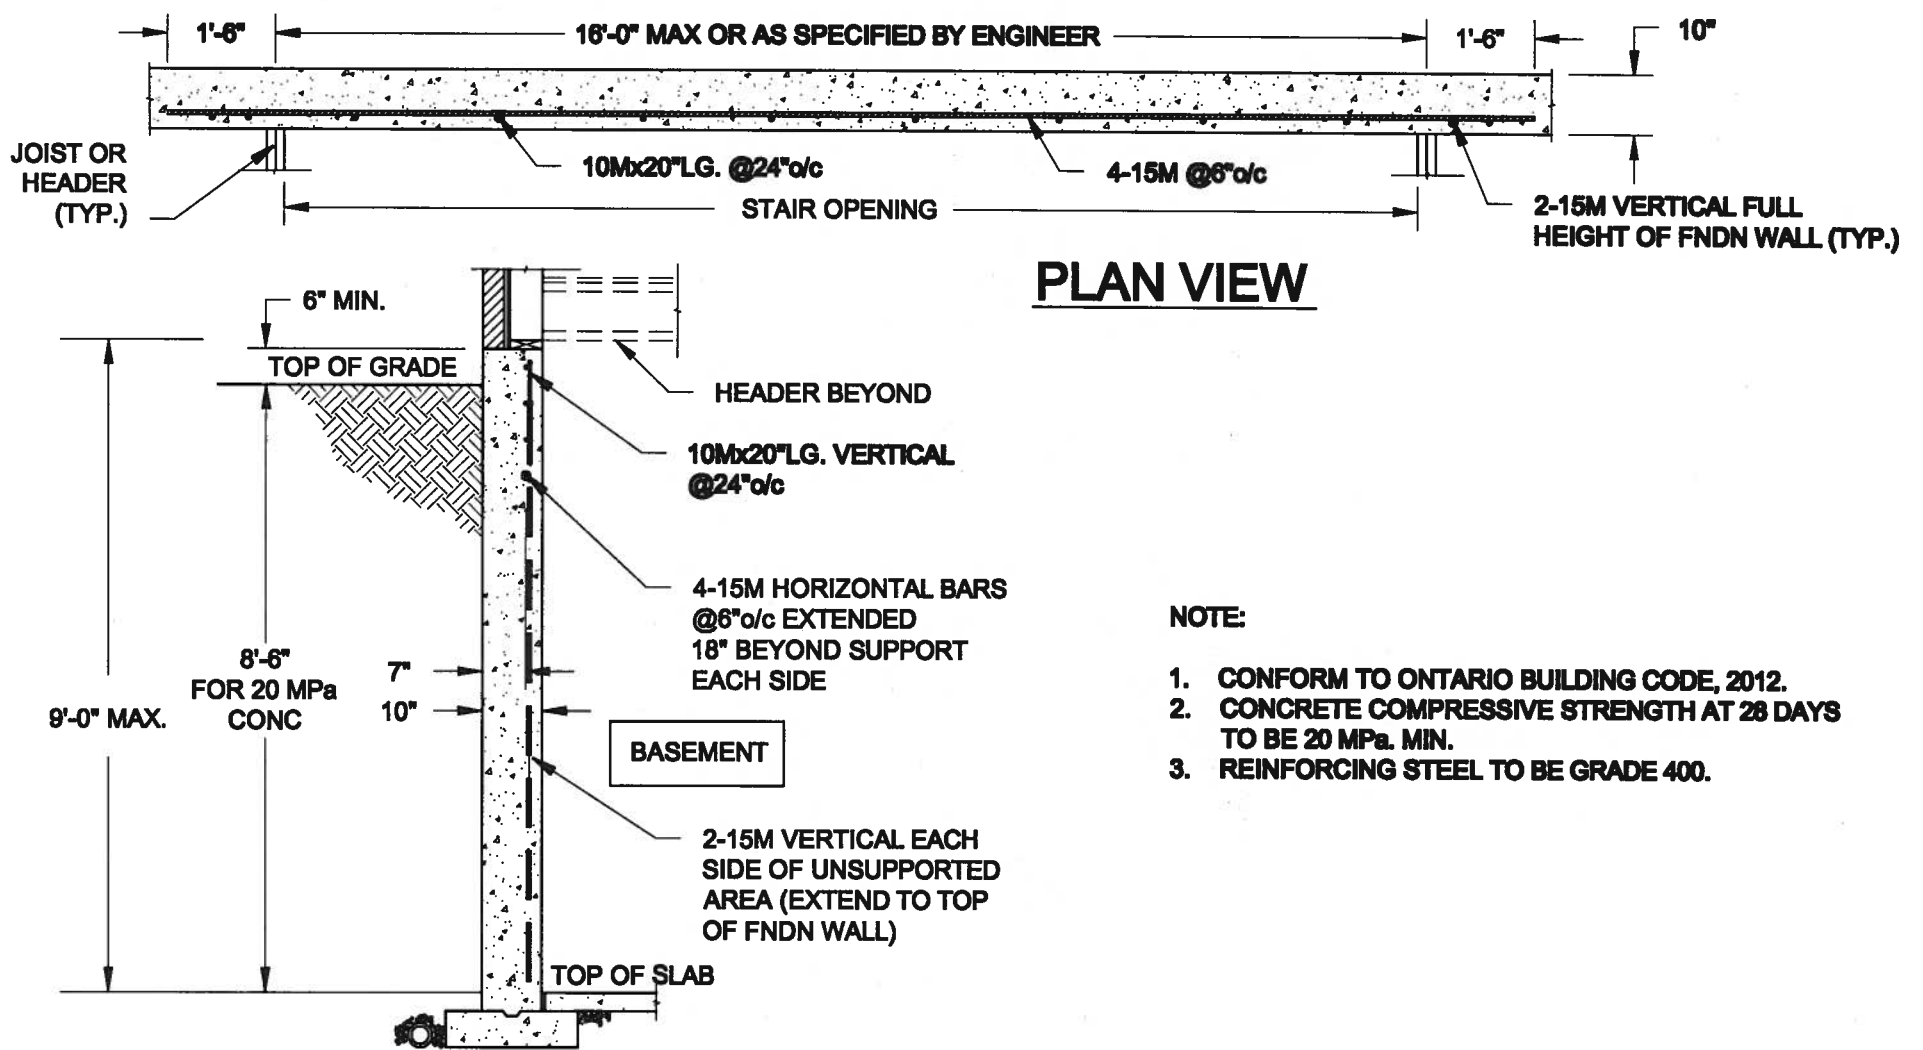 1'-6"
16'-0" MAX OR AS SPECIFIED BY ENGINEER
1'-6"
10"
JOIST OR
HEADER
(TYP.)
10Mx20"LG. @24"o/c
4-15M @6"o/c
STAIR OPENING
2-15M VERTICAL FULL
HEIGHT OF FNDN WALL (TYP.)
PLAN VIEW
6" MIN.
TOP OF GRADE
HEADER BEYOND
10Mx20"LG. VERTICAL
@24"o/c
4-15M HORIZONTAL BARS
@6"o/c EXTENDED
18" BEYOND SUPPORT
EACH SIDE
9'-0" MAX.
8'-6"
FOR 20 MPa
CONC
7"
10"
BASEMENT
2-15M VERTICAL EACH
SIDE OF UNSUPPORTED
AREA (EXTEND TO TOP
OF FNDN WALL)
TOP OF SLAB
NOTE:
1. CONFORM TO ONTARIO BUILDING CODE, 2012.
2. CONCRETE COMPRESSIVE STRENGTH AT 28 DAYS
TO BE 20 MPa. MIN.
3. REINFORCING STEEL TO BE GRADE 400.